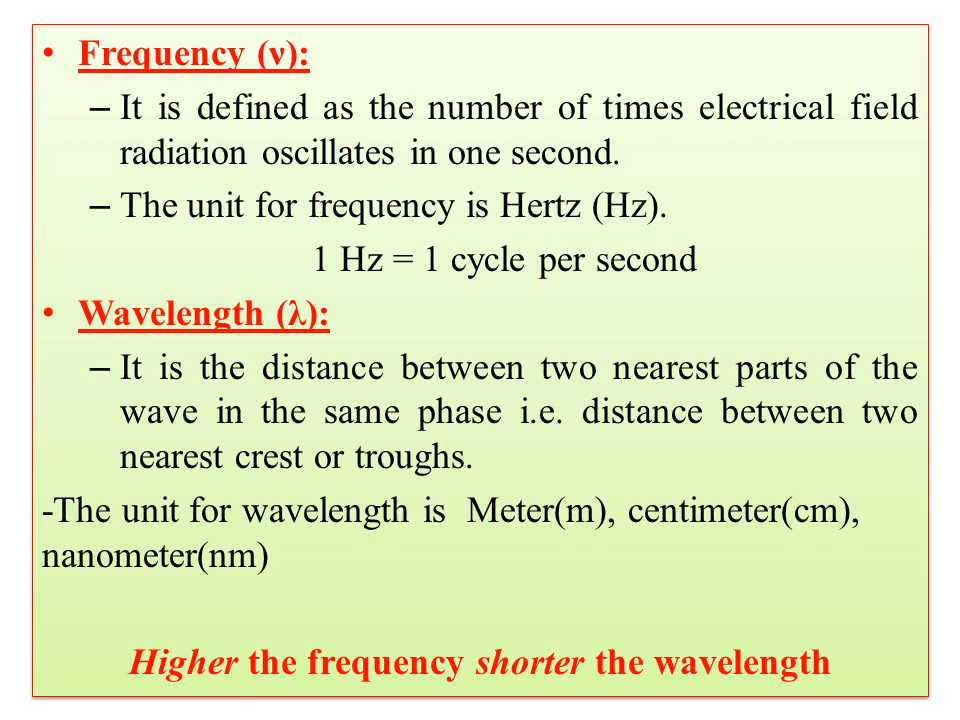 • Frequency (ν):
– It is defined as the number of times electrical field
radiation oscillates in one second.
– The unit for frequency is Hertz (Hz).
1 Hz = 1 cycle per second
• Wavelength (λ):
– It is the distance between two nearest parts of the
wave in the same phase i.e. distance between two
nearest crest or troughs.
-The unit for wavelength is  Meter(m), centimeter(cm),
nanometer(nm)
Higher the frequency shorter the wavelength